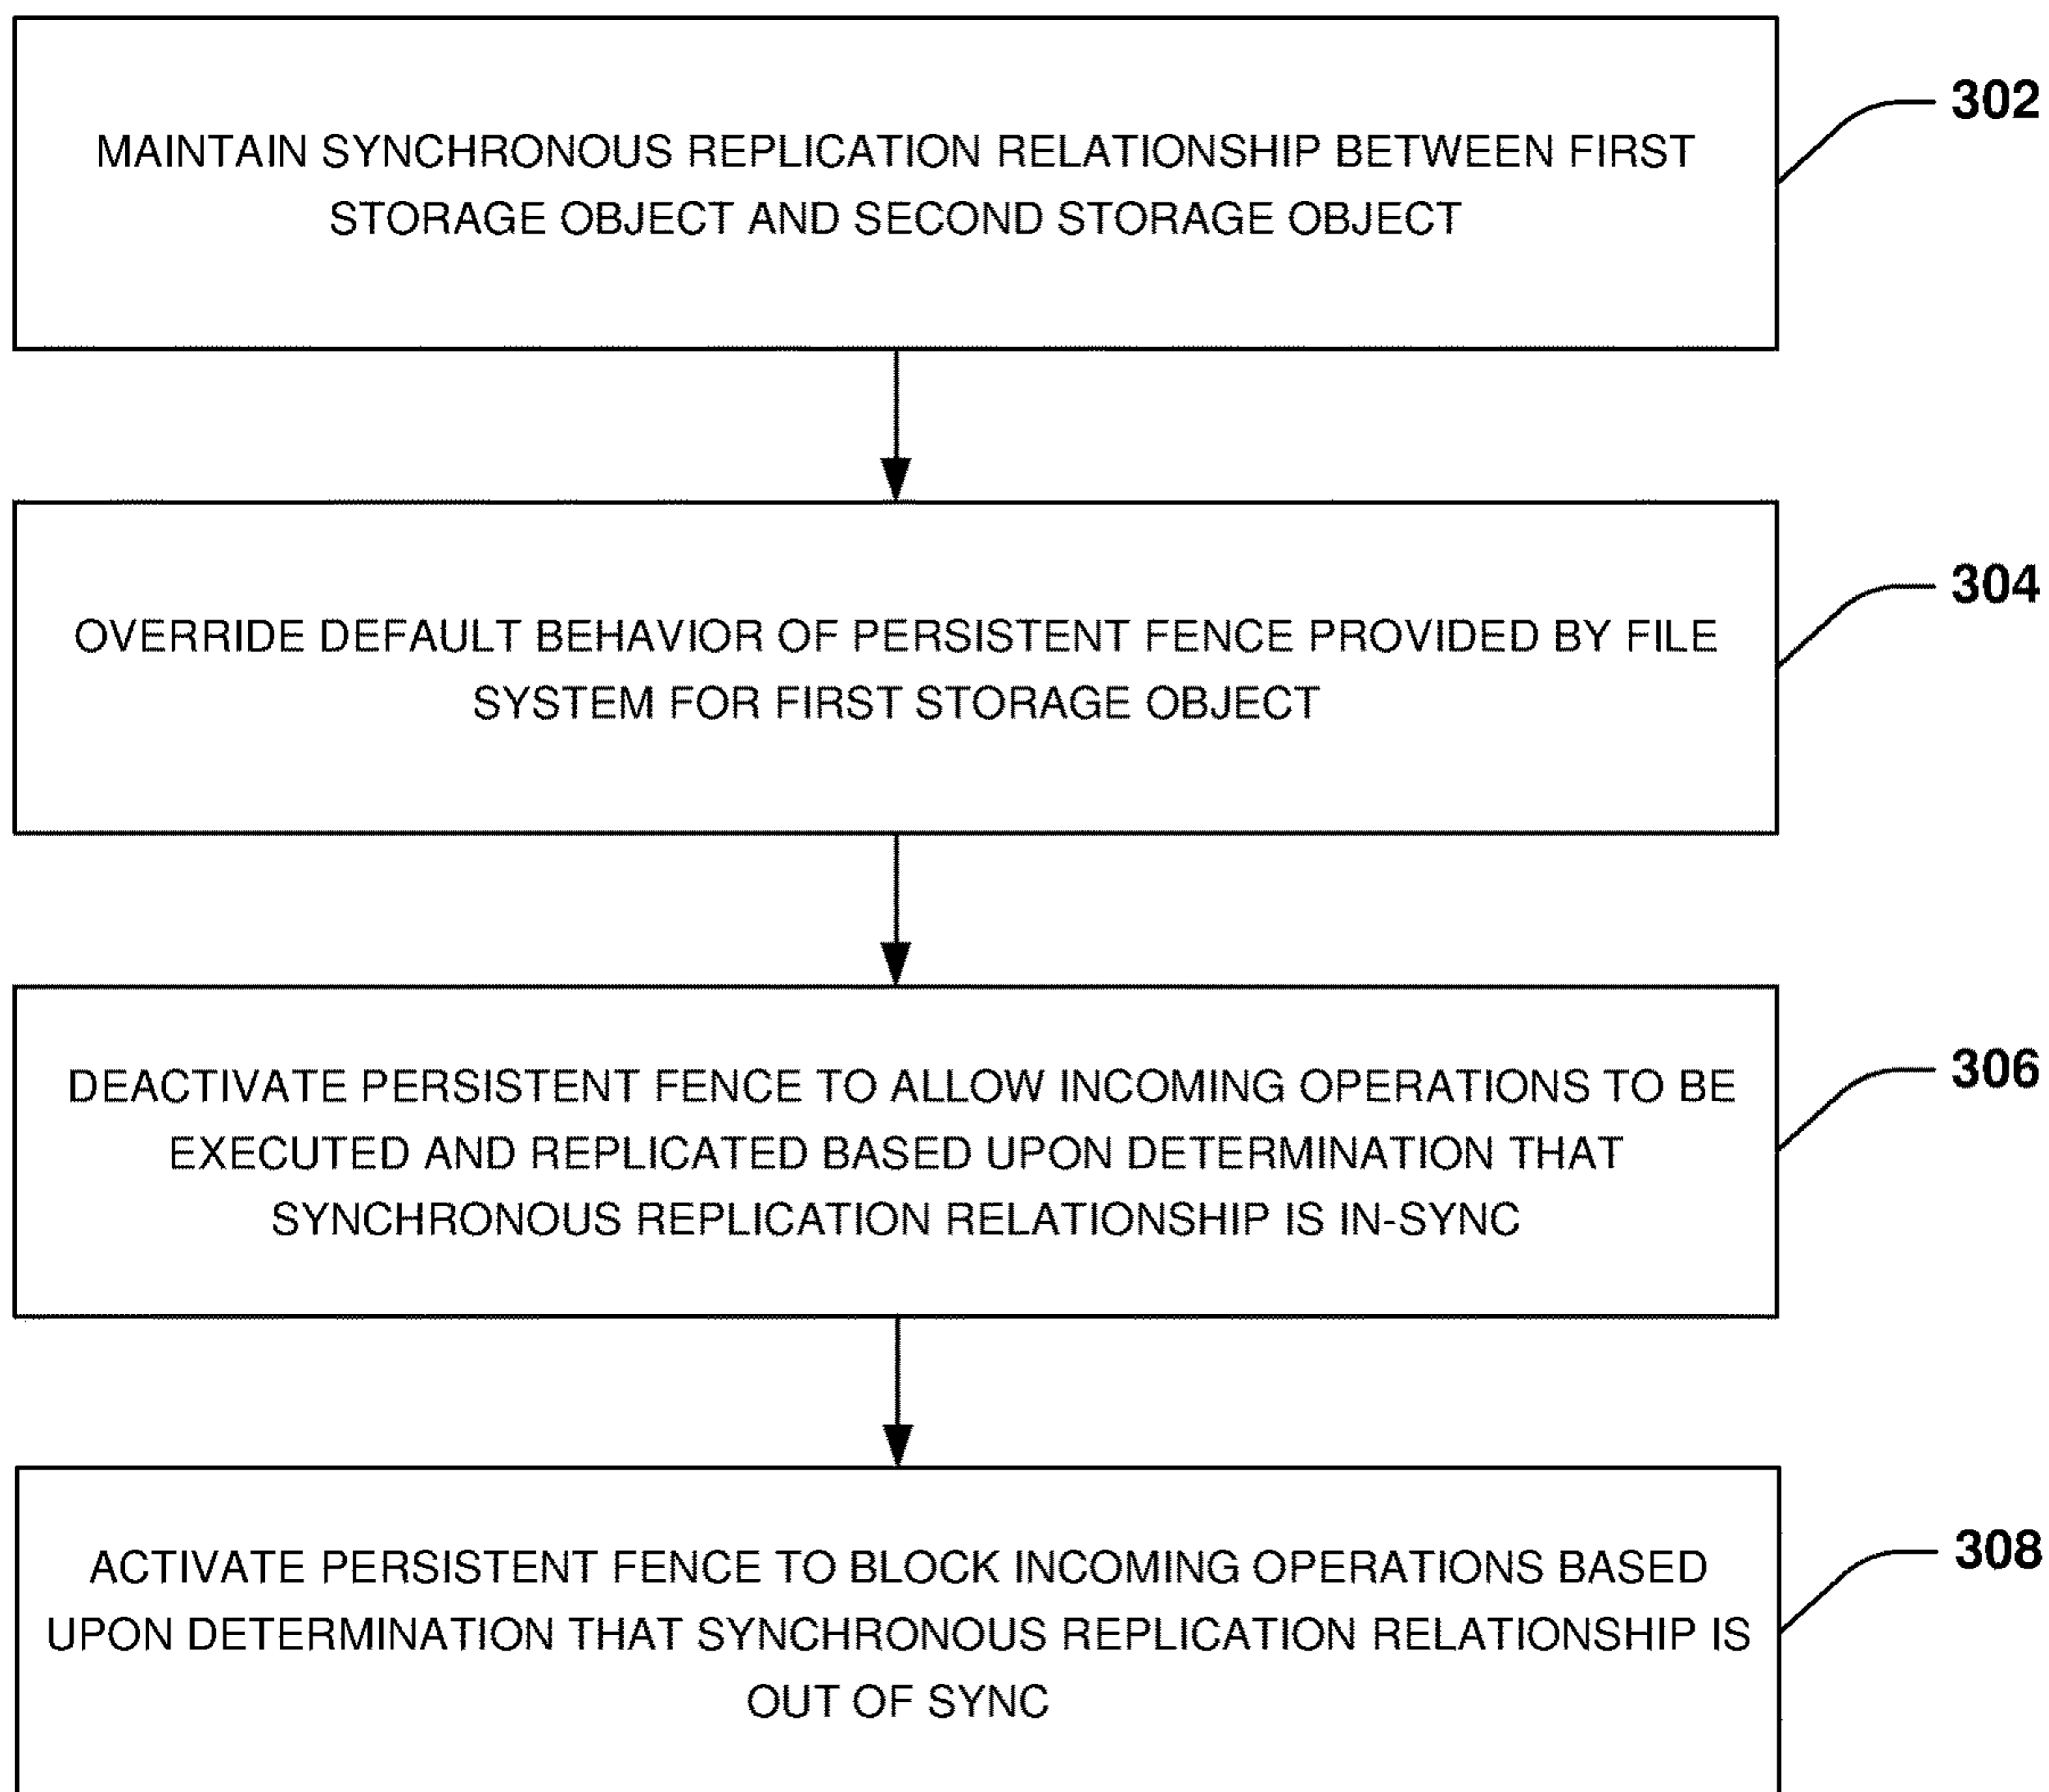 MAINTAIN SYNCHRONOUS REPLICATION RELATIONSHIP BETWEEN FIRST
STORAGE OBJECT AND SECOND STORAGE OBJECT
302
OVERRIDE DEFAULT BEHAVIOR OF PERSISTENT FENCE PROVIDED BY FILE
SYSTEM FOR FIRST STORAGE OBJECT
304
DEACTIVATE PERSISTENT FENCE TO ALLOW INCOMING OPERATIONS TO BE
EXECUTED AND REPLICATED BASED UPON DETERMINATION THAT
SYNCHRONOUS REPLICATION RELATIONSHIP IS IN-SYNC
306
ACTIVATE PERSISTENT FENCE TO BLOCK INCOMING OPERATIONS BASED
UPON DETERMINATION THAT SYNCHRONOUS REPLICATION RELATIONSHIP IS
OUT OF SYNC
308